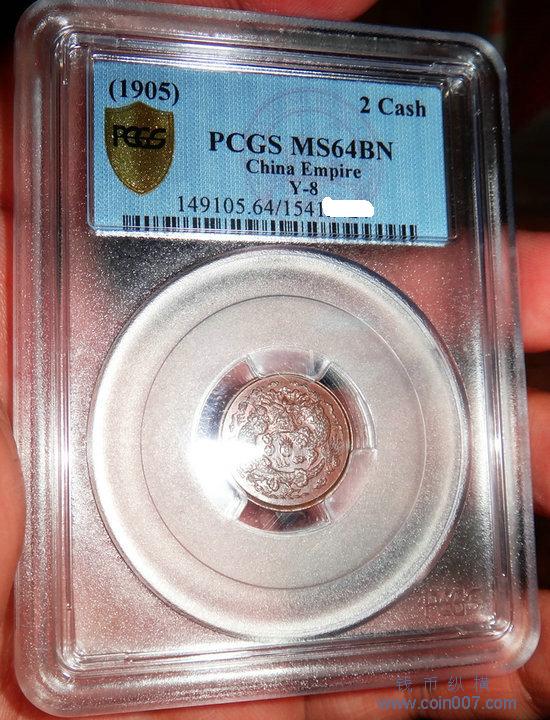 (1905)
2 Cash
PCGS
PCGS MS64BN
China Empire
Y-8
149105.64/1541
钱币纵横
www.coin007.com